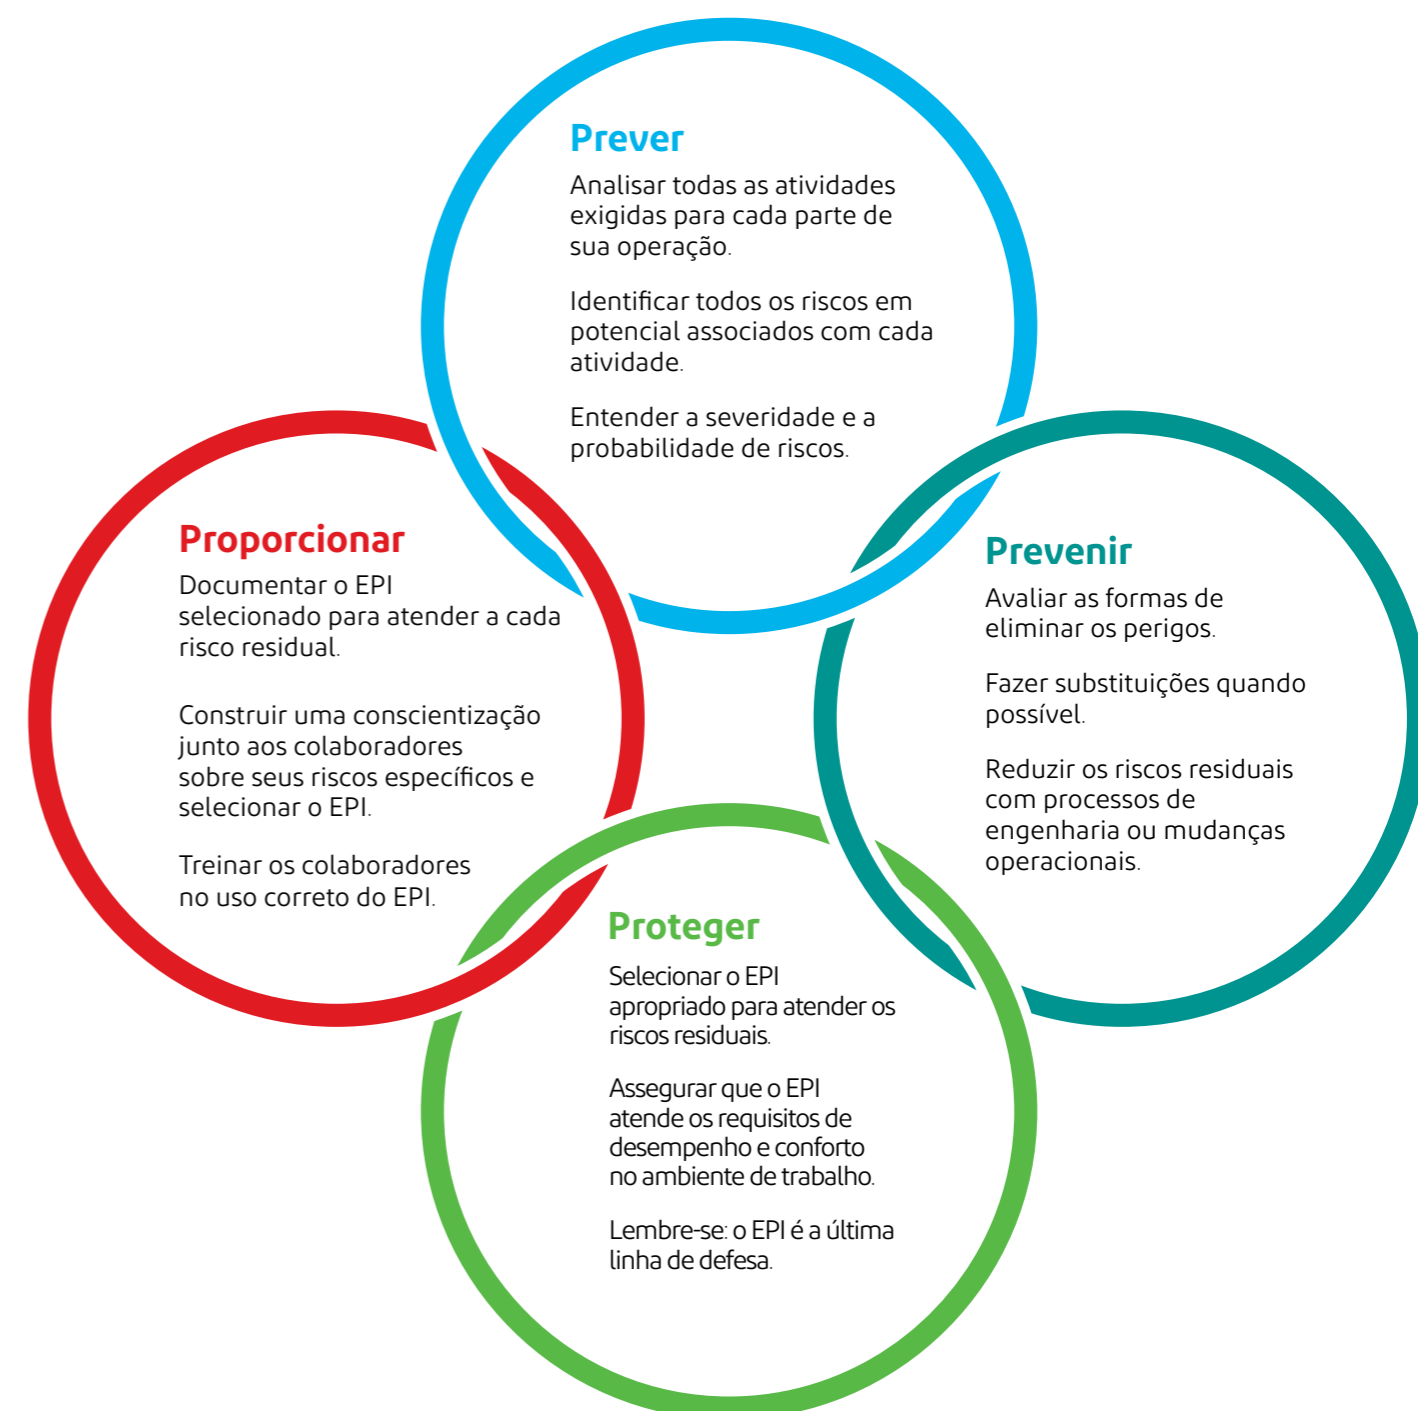 Prever
Analisar todas as atividades
exigidas para cada parte de
sua operação.
Identificar todos os riscos em
potencial associados com cada
atividade.
Entender a severidade e a
probabilidade de riscos.
Proporcionar
Documentar o EPI
selecionado para atender a cada
risco residual.
Construir uma conscientização
junto aos colaboradores
sobre seus riscos específicos e
selecionar o EPI.
Treinar os colaboradores
no uso correto do EPI.
Prevenir
Avaliar as formas de
eliminar os perigos.
Fazer substituições quando
possível.
Reduzir os riscos residuais
com processos de
engenharia ou mudanças
operacionais.
Proteger
Selecionar o EPI
apropriado para atender os
riscos residuais.
Assegurar que o EPI
atende os requisitos de
desempenho e conforto
no ambiente de trabalho.
Lembre-se: o EPI é a última
linha de defesa.